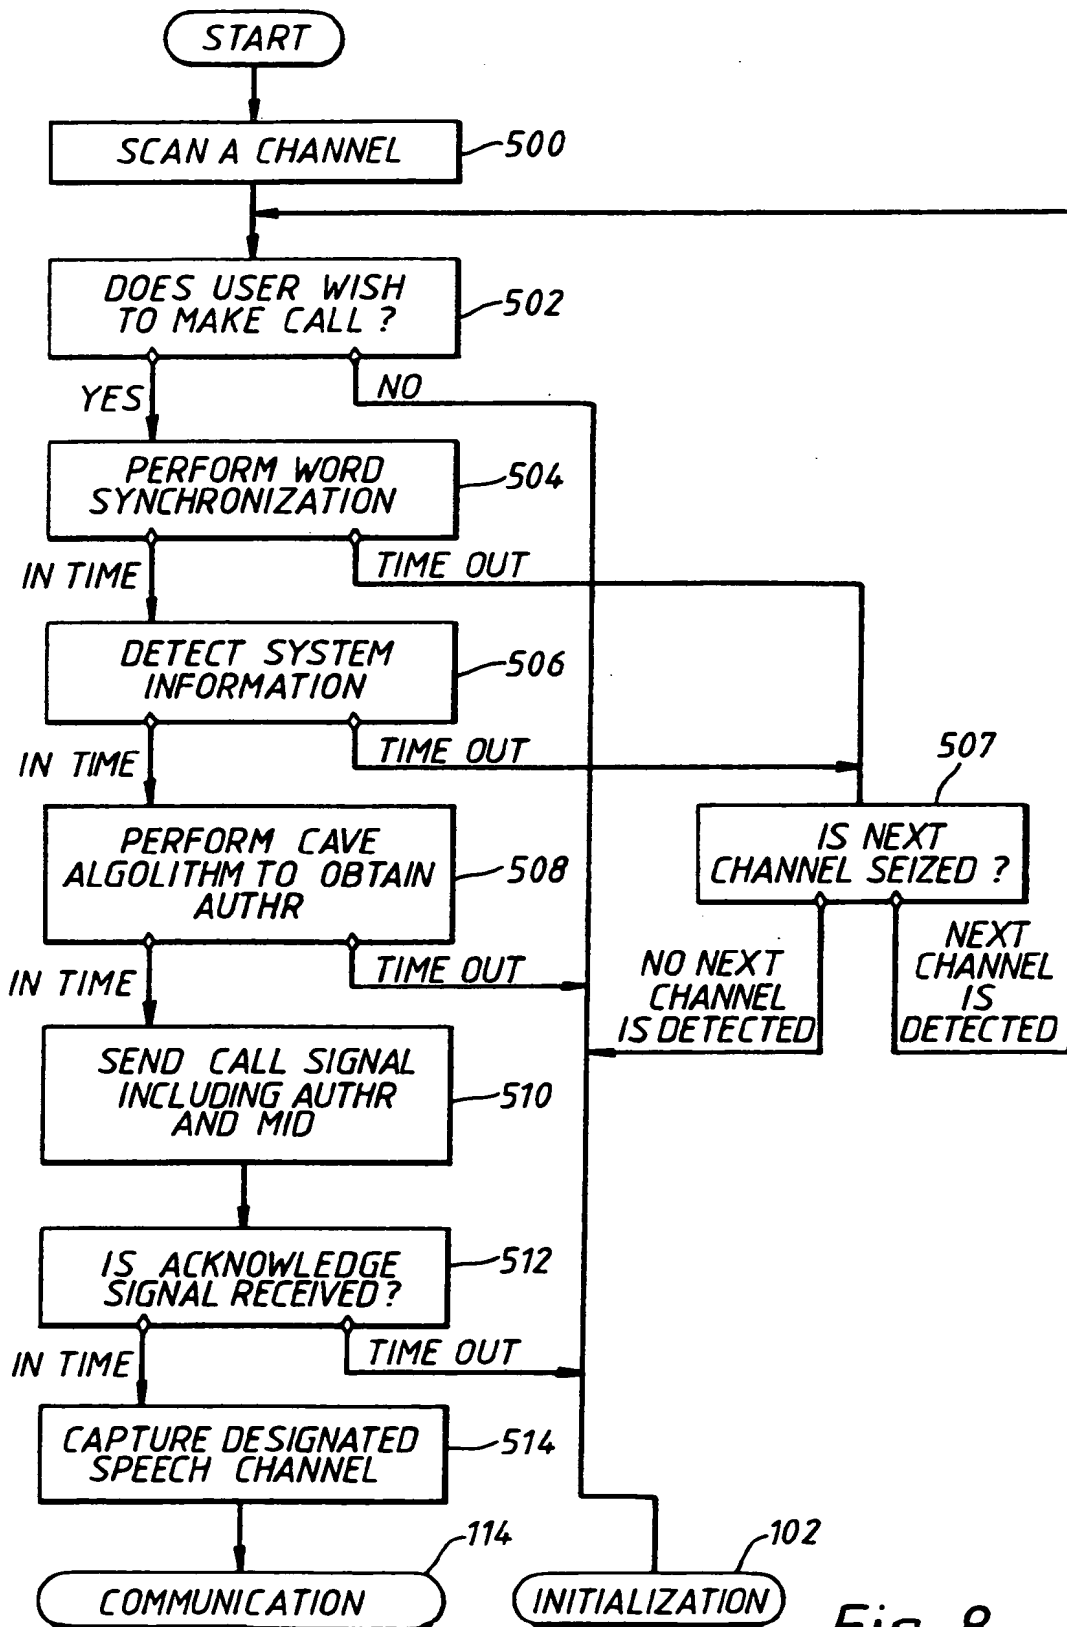 START
SCAN A CHANNEL
500
DOES USER WISH
TO MAKE CALL ?
502
YES
NO
PERFORM WORD
SYNCHRONIZATION
504
IN TIME
TIME OUT
DETECT SYSTEM
INFORMATION
506
IN TIME
TIME OUT
507
IS NEXT
CHANNEL SEIZED ?
PERFORM CAVE
ALGOLITHM TO OBTAIN
AUTHR
508
IN TIME
TIME OUT
NO NEXT
CHANNEL
IS DETECTED
NEXT
CHANNEL
IS
DETECTED
SEND CALL SIGNAL
INCLUDING AUTHR
AND MID
510
IS ACKNOWLEDGE
SIGNAL RECEIVED ?
512
IN TIME
TIME OUT
CAPTURE DESIGNATED
SPEECH CHANNEL
514
114
COMMUNICATION
102
INITIALIZATION
Fig. 8